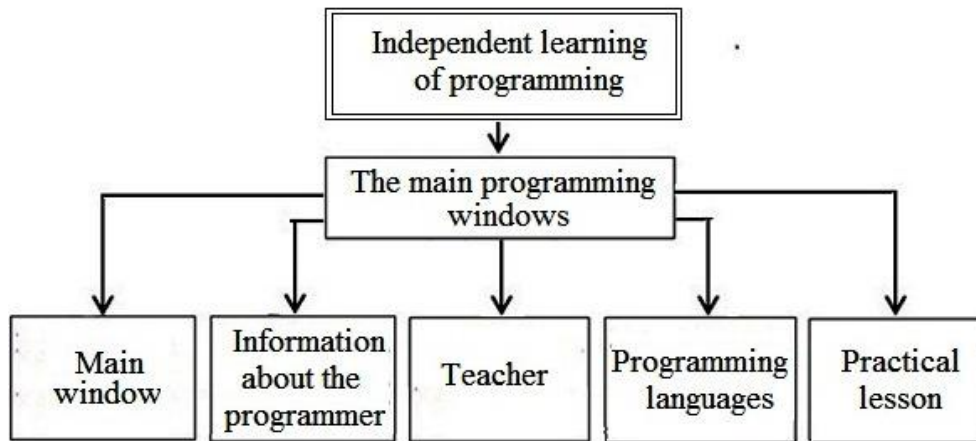 Independent learning
of programming
The main programming
windows
Main
window
Information
about the
programmer
Teacher
Programming
languages
Practical
lesson